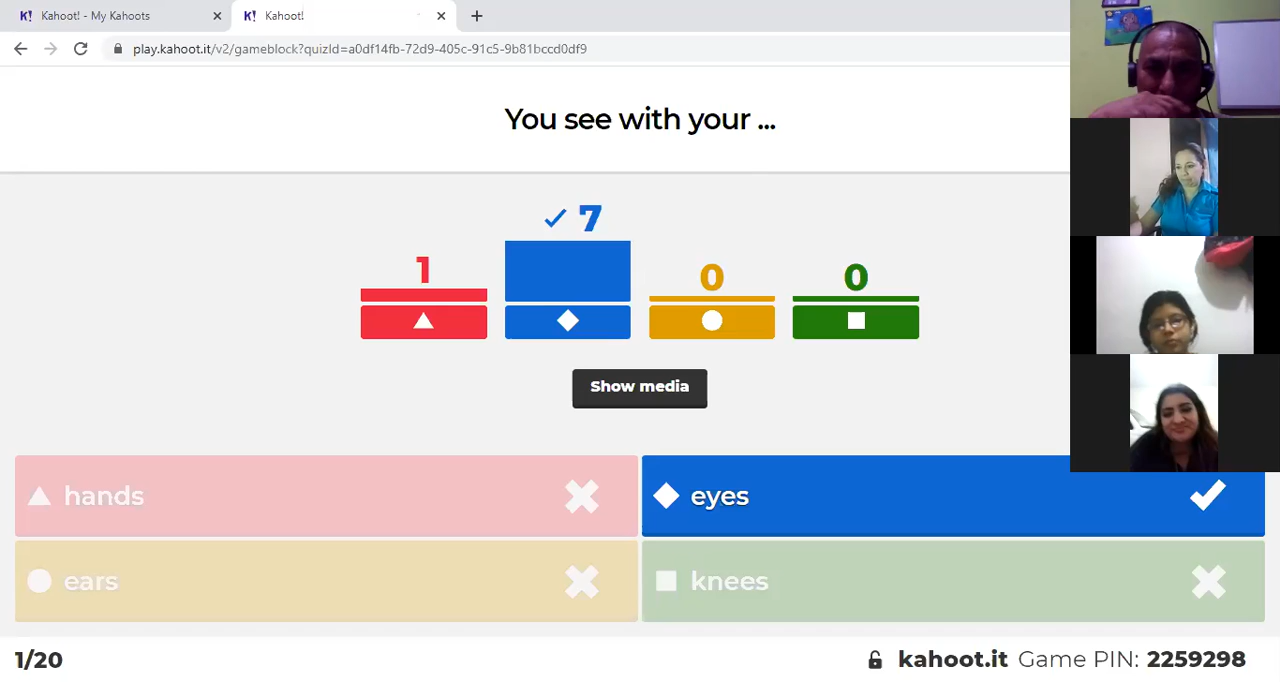 K! Kahoot! - My Kahoots
K! Kahoot!
play.kahoot.it/v2/gameblock?quizId=a0df14fb-72d9-405c-91c5-9b81bccd0df9
You see with your ...
1
7
0
0
Show media
hands
eyes
ears
knees
1/20
kahoot.it Game PIN: 2259298